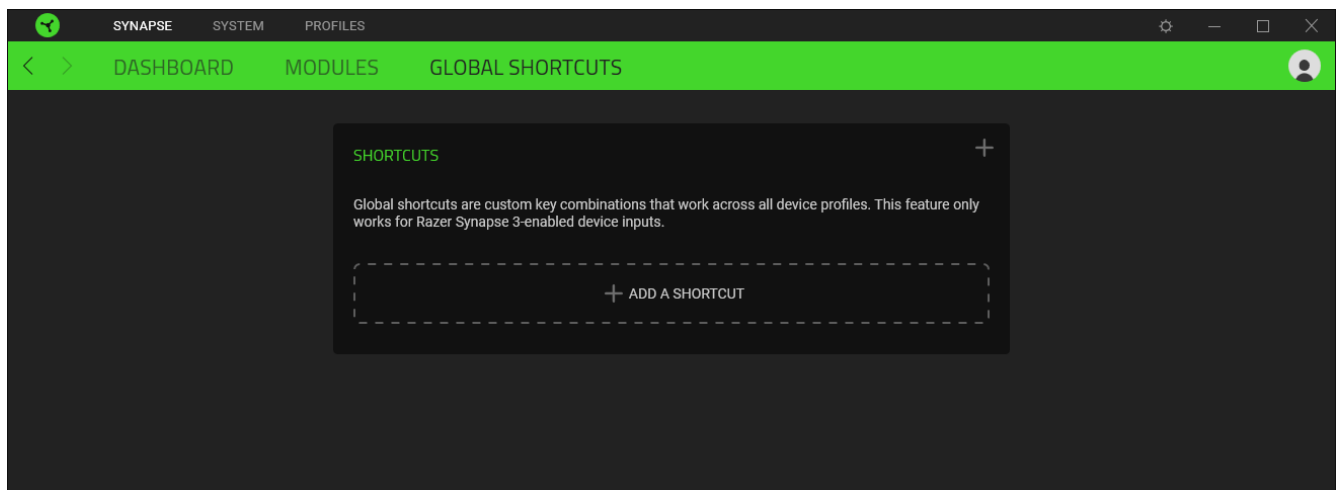 SYNAPSE SYSTEM PROFILES
DASHBOARD MODULES GLOBAL SHORTCUTS
SHORTCUTS
Global shortcuts are custom key combinations that work across all device profiles. This feature only
works for Razer Synapse 3-enabled device inputs.
ADD A SHORTCUT